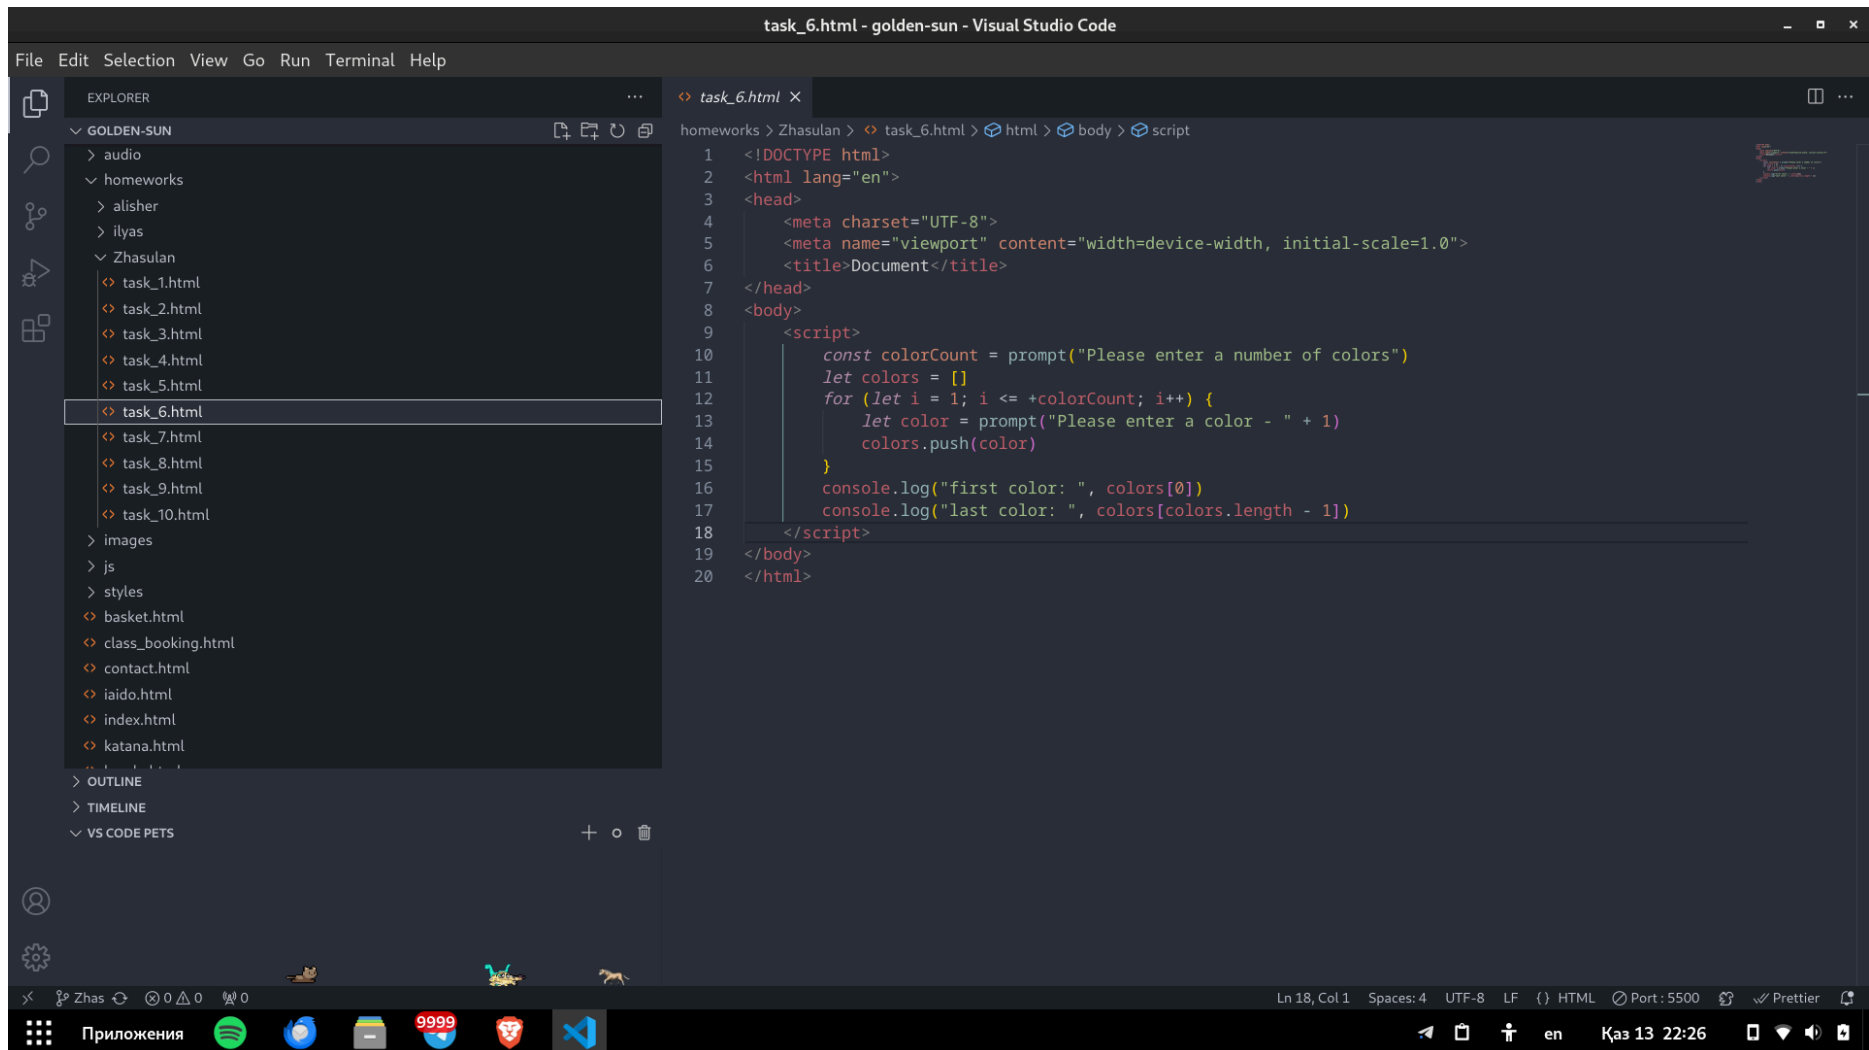 task_6.html - golden-sun - Visual Studio Code
File Edit Selection View Go Run Terminal Help
EXPLORER
GOLDEN-SUN
audio
homeworks
alisher
ilyas
Zhasulan
task_1.html
task_2.html
task_3.html
task_4.html
task_5.html
task_6.html
task_7.html
task_8.html
task_9.html
task_10.html
images
js
styles
basket.html
class_booking.html
contact.html
iaido.html
index.html
katana.html
OUTLINE
TIMELINE
VS CODE PETS
task_6.html
homeworks > Zhasulan > task_6.html > html > body > script
1 <!DOCTYPE html>
2 <html lang="en">
3 <head>
4 <meta charset="UTF-8">
5 <meta name="viewport" content="width=device-width, initial-scale=1.0">
6 <title>Document</title>
7 </head>
8 <body>
9 <script>
10 const colorCount = prompt("Please enter a number of colors")
11 let colors = []
12 for (let i = 1; i <= +colorCount; i++) {
13 let color = prompt("Please enter a color - " + 1)
14 colors.push(color)
15 }
16 console.log("first color: ", colors[0])
17 console.log("last color: ", colors[colors.length - 1])
18 </script>
19 </body>
20 </html>
Zhas 0 0 0 Ln 18, Col 1 Spaces: 4 UTF-8 LF {} HTML Port : 5500 Prettier
Приложения 9999 en Қаз 13 22:26